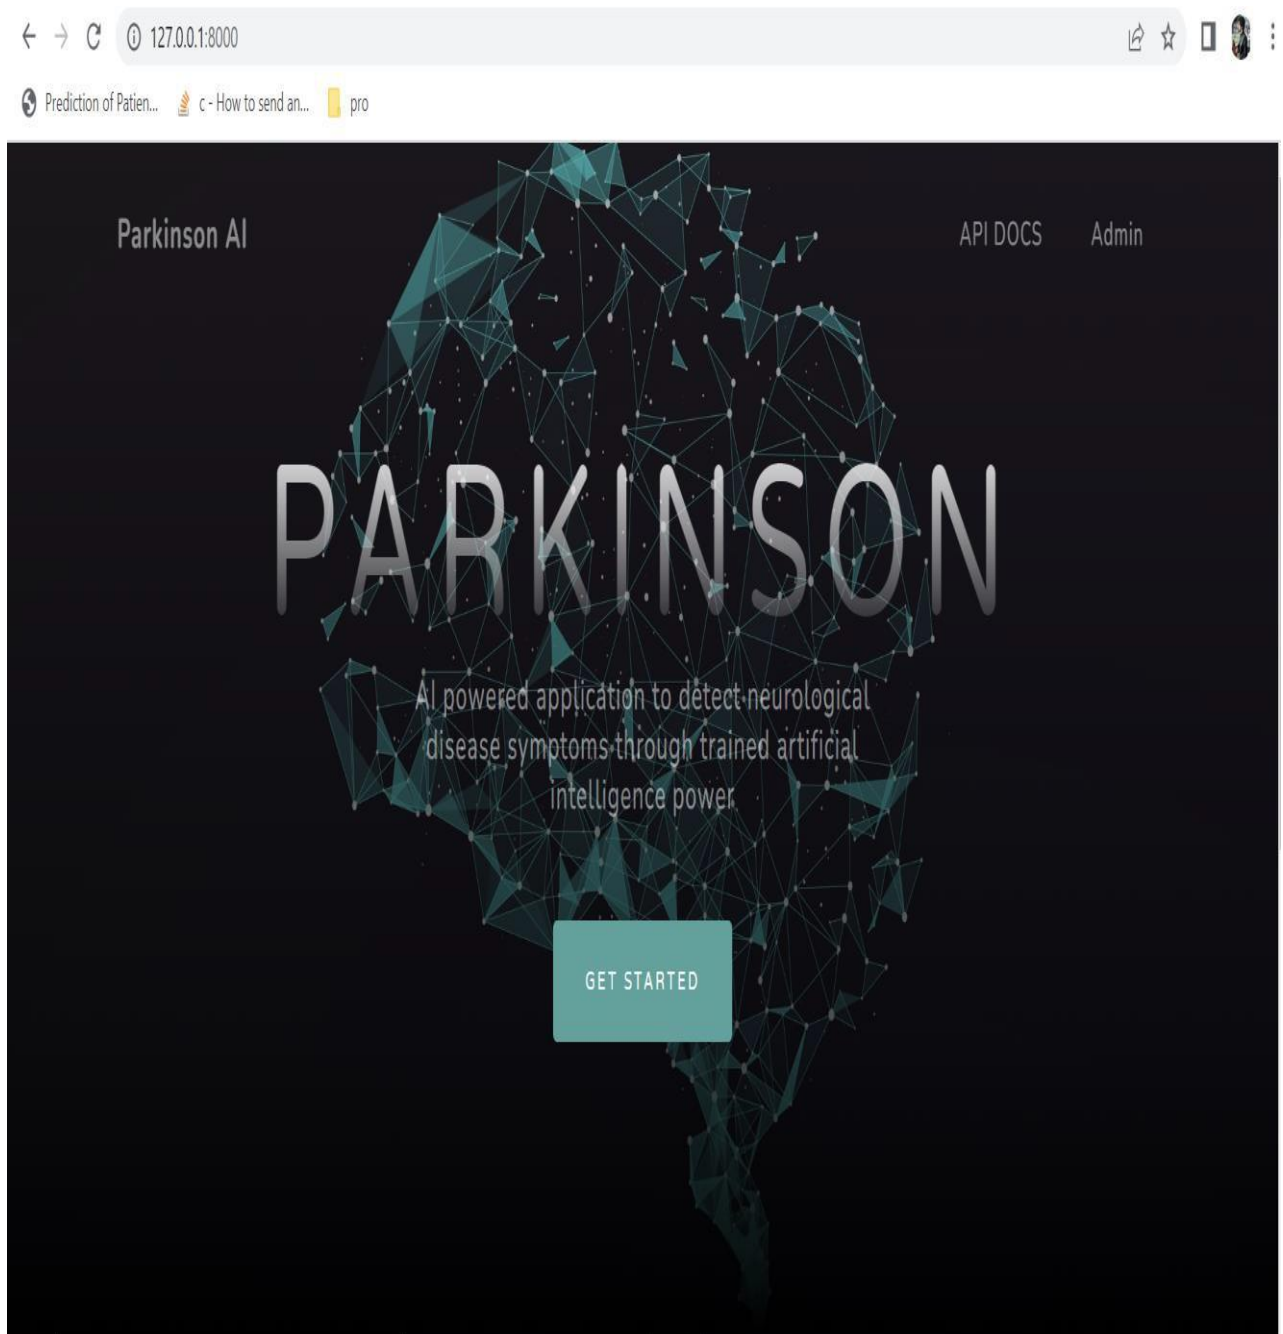 127.0.0.1:8000
Prediction of Patien... c - How to send an... pro
Parkinson AI API DOCS Admin
PARKINSON
AI powered application to detect neurological
disease symptoms through trained artificial
intelligence power
GET STARTED